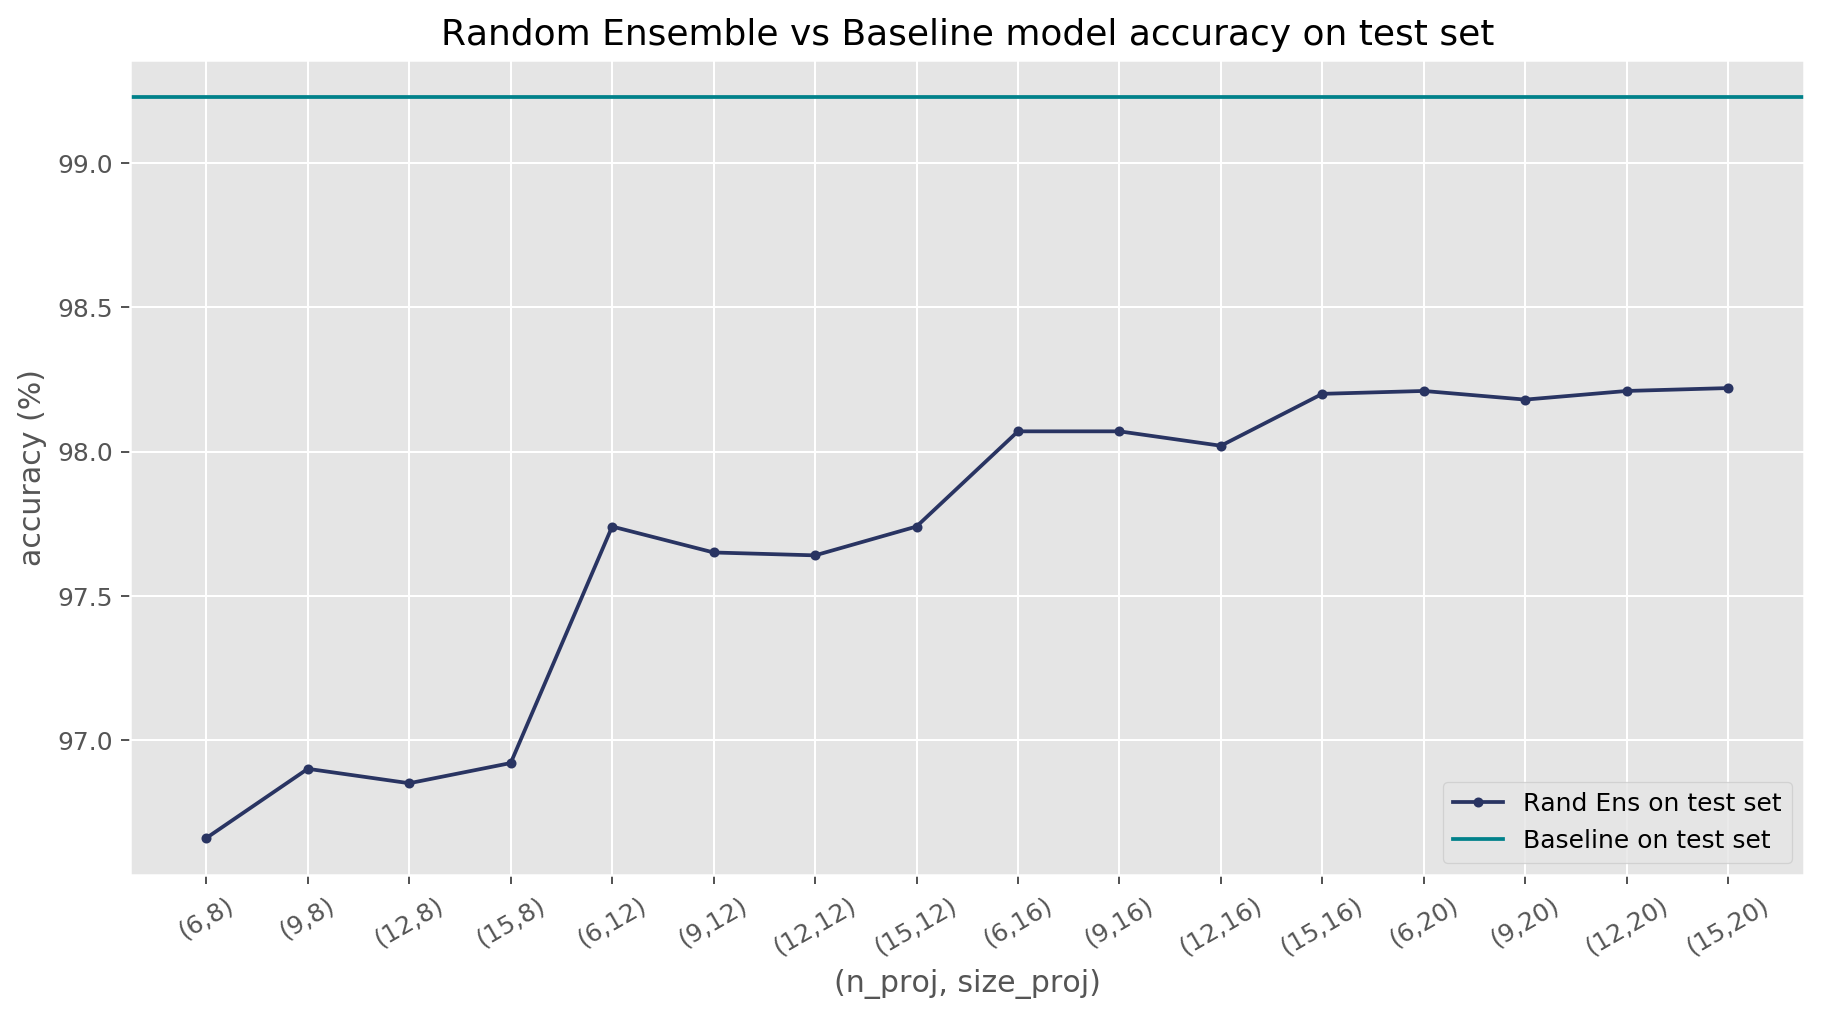 Random Ensemble vs Baseline model accuracy on test set
accuracy (%)
99.0
98.5
98.0
97.5
97.0
Rand Ens on test set
Baseline on test set
(6,8) (9,8) (12,8) (15,8) (6,12) (9,12) (12,12) (15,12) (6,16) (9,16) (12,16) (15,16) (6,20) (9,20) (12,20) (15,20)
(n_proj, size_proj)